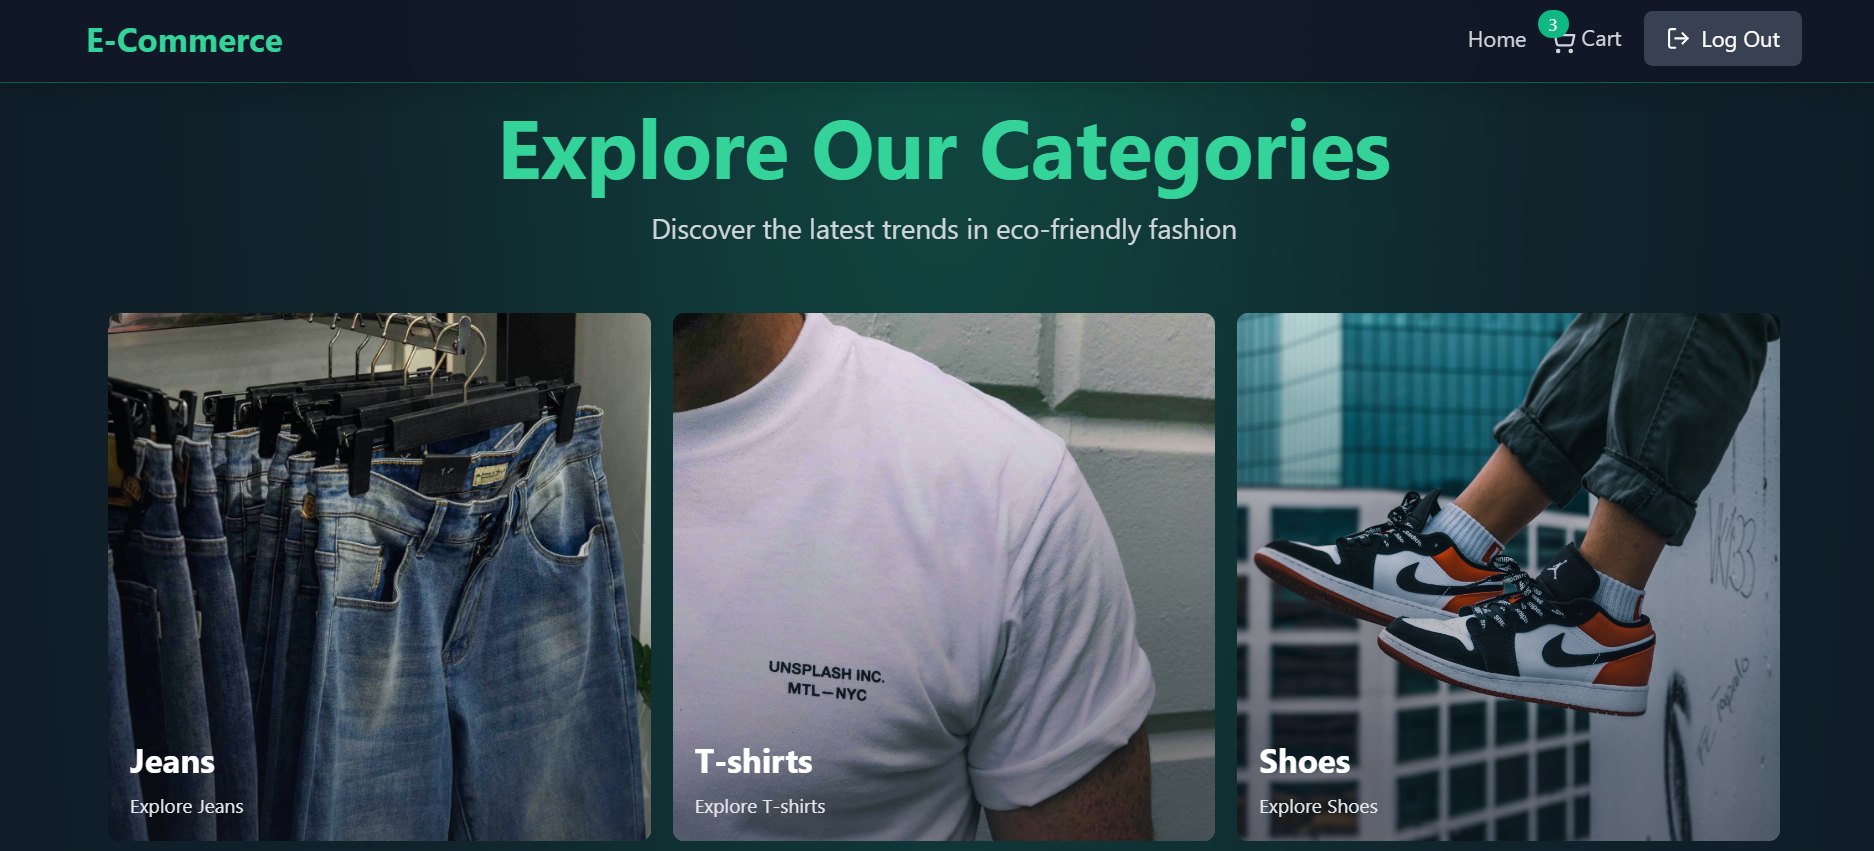 E-Commerce
Home
3
Cart
Log Out
Explore Our Categories
Discover the latest trends in eco-friendly fashion
UNSPLASH INC.
MTL—NYC
Jeans
Explore Jeans
T-shirts
Explore T-shirts
Shoes
Explore Shoes